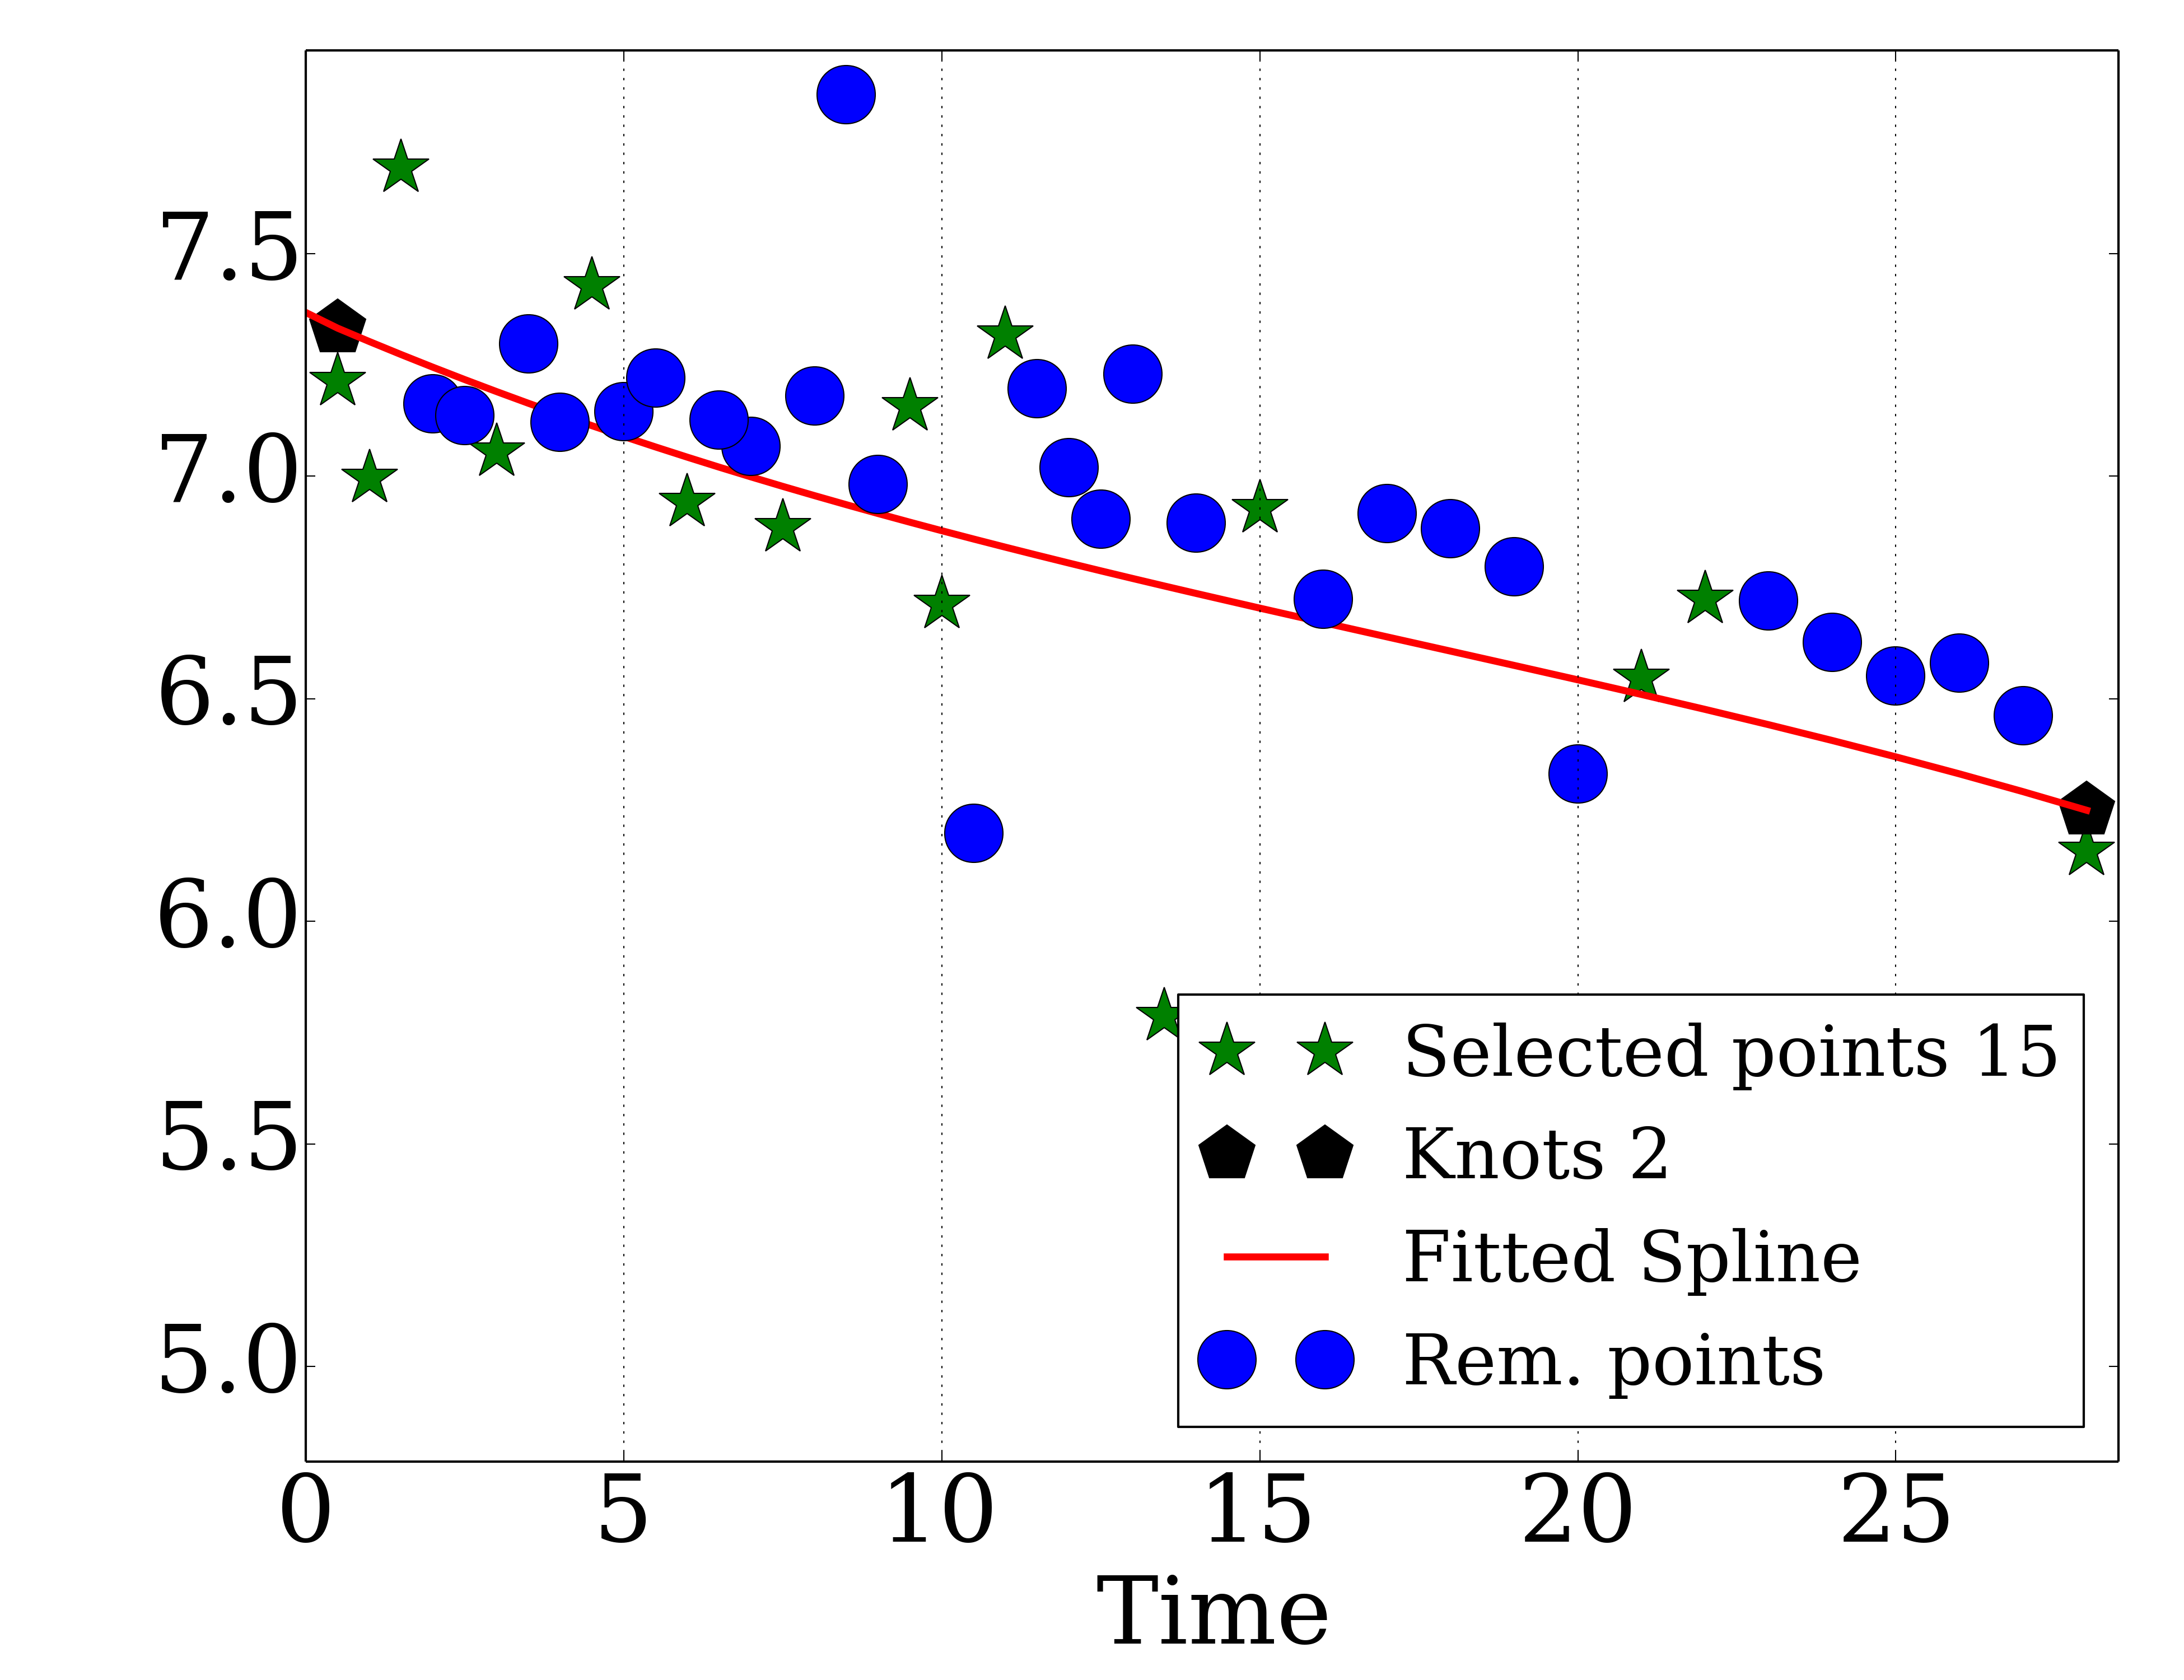 7.5
7.0
6.5
6.0
5.5
5.0
Selected points 15
Knots 2
Fitted Spline
Rem. points
0 5 10 15 20 25
Time